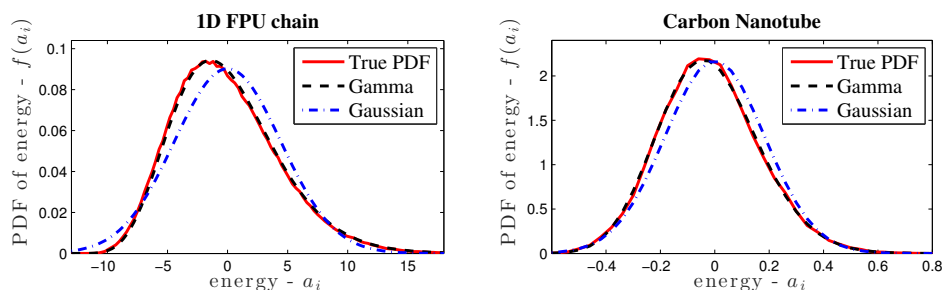 1D FPU chain
PDF of energy - f(a_i)
0.1
0.08
0.06
0.04
0.02
0
−10
−5
0
5
10
15
energy - a_i
True PDF
Gamma
Gaussian
Carbon Nanotube
PDF of energy - f(a_i)
2
1.5
1
0.5
0
−0.4
−0.2
0
0.2
0.4
0.6
0.8
energy - a_i
True PDF
Gamma
Gaussian